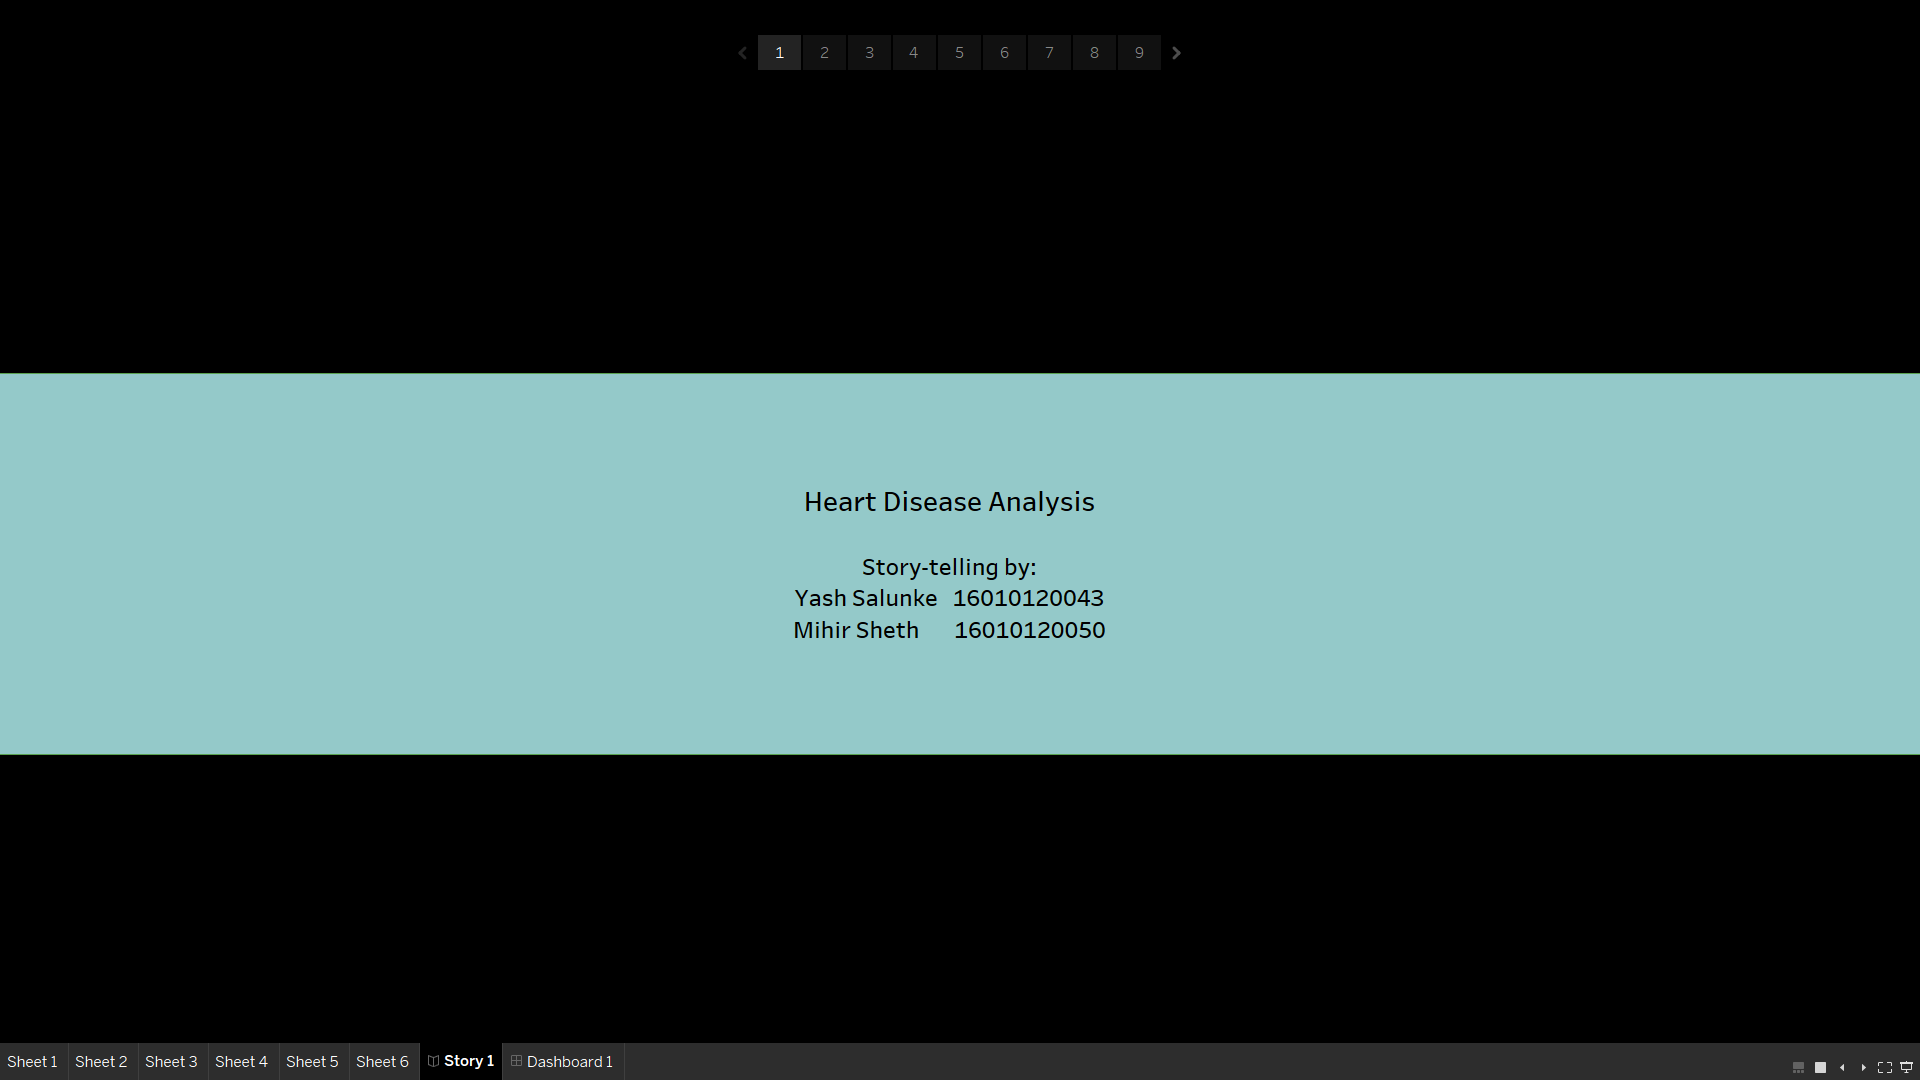 1 2 3 4 5 6 7 8 9
Heart Disease Analysis
Story-telling by:
Yash Salunke 16010120043
Mihir Sheth 16010120050
Sheet 1 Sheet 2 Sheet 3 Sheet 4 Sheet 5 Sheet 6 Story 1 Dashboard 1